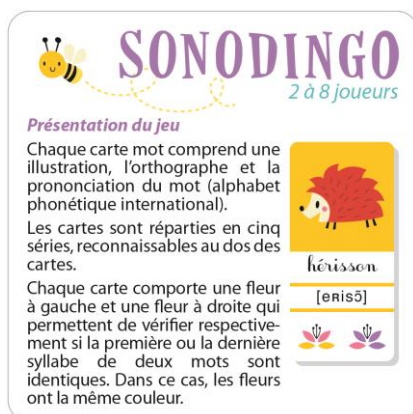 SONODINGO
2 à 8 joueurs
Présentation du jeu
Chaque carte mot comprend une
illustration, l'orthographe et la
prononciation du mot (alphabet
phonétique international).
Les cartes sont réparties en cinq
séries, reconnaissables au dos des
cartes.
Chaque carte comporte une fleur
à gauche et une fleur à droite qui
permettent de vérifier respective-
ment si la première ou la dernière
syllabe de deux mots sont
identiques. Dans ce cas, les fleurs
ont la même couleur.
hérisson
[eʀisɔ̃]